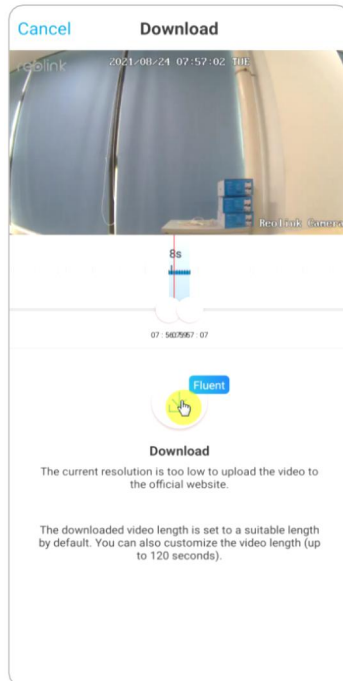 Cancel Download
reolink 2021/08/24 07:57:02 TUE
Reolink Camera
8s
Fluent
Download
The current resolution is too low to upload the video to
the official website.
The downloaded video length is set to a suitable length
by default. You can also customize the video length (up
to 120 seconds).